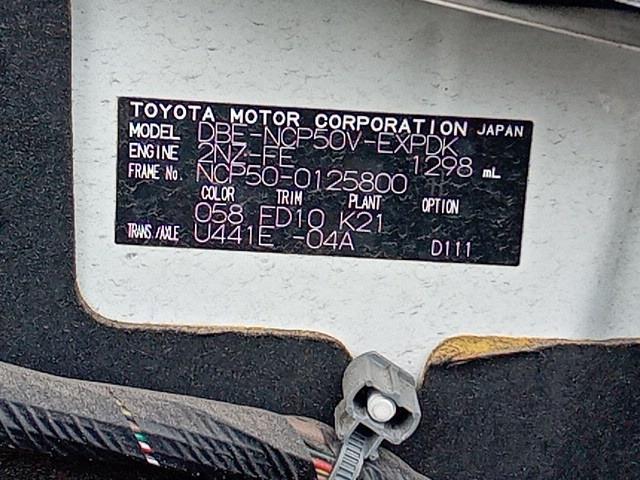 TOYOTA MOTOR CORPORATION JAPAN
MODEL DBE-NCP50V-EXPDK
ENGINE 2NZ-FE 1298 mL
FRAME No. NCP50-0125800
COLOR TRIM PLANT OPTION
058 FD10 K21
TRANS./AXLE U441E -04A D111